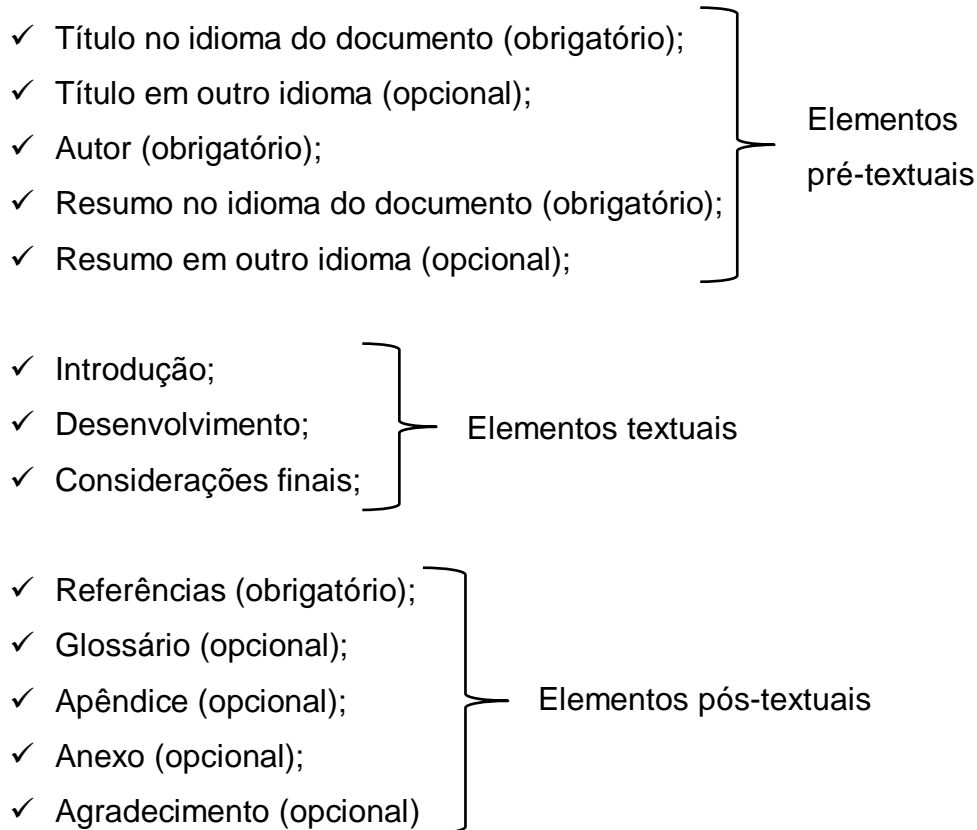 ✓ Título no idioma do documento (obrigatório);
✓ Título em outro idioma (opcional);
✓ Autor (obrigatório);
✓ Resumo no idioma do documento (obrigatório);
✓ Resumo em outro idioma (opcional);
Elementos
pré-textuais
✓ Introdução;
✓ Desenvolvimento;
✓ Considerações finais;
Elementos textuais
✓ Referências (obrigatório);
✓ Glossário (opcional);
✓ Apêndice (opcional);
✓ Anexo (opcional);
✓ Agradecimento (opcional)
Elementos pós-textuais